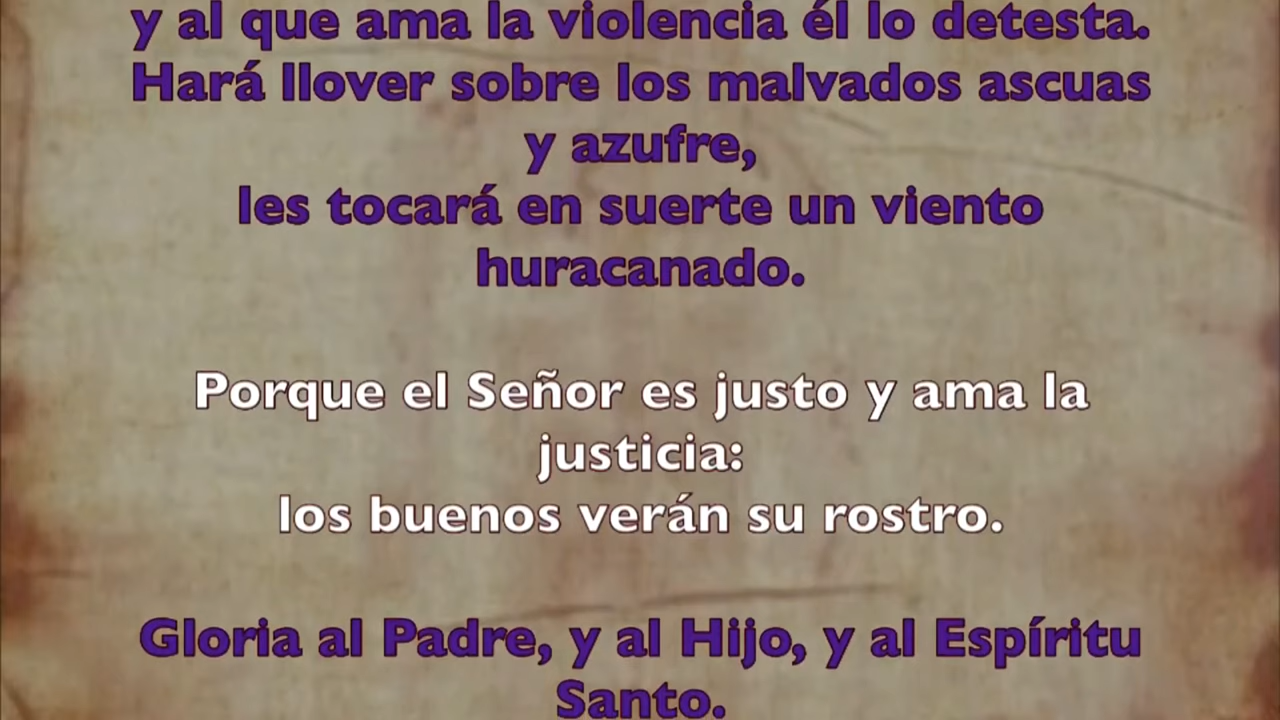 y al que ama la violencia él lo detesta.
Hará llover sobre los malvados ascuas
y azufre,
les tocará en suerte un viento
huracanado.
Porque el Señor es justo y ama la
justicia:
los buenos verán su rostro.
Gloria al Padre, y al Hijo, y al Espíritu
Santo.